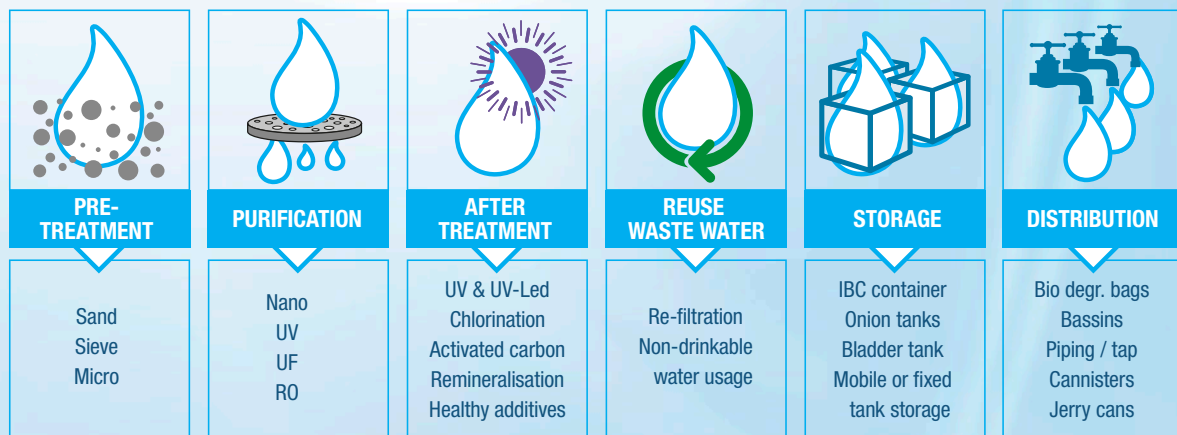 PRE-
TREATMENT
Sand
Sieve
Micro
PURIFICATION
Nano
UV
UF
RO
AFTER
TREATMENT
UV & UV-Led
Chlorination
Activated carbon
Remineralisation
Healthy additives
REUSE
WASTE WATER
Re-filtration
Non-drinkable
water usage
STORAGE
IBC container
Onion tanks
Bladder tank
Mobile or fixed
tank storage
DISTRIBUTION
Bio degr. bags
Bassins
Piping / tap
Cannisters
Jerry cans